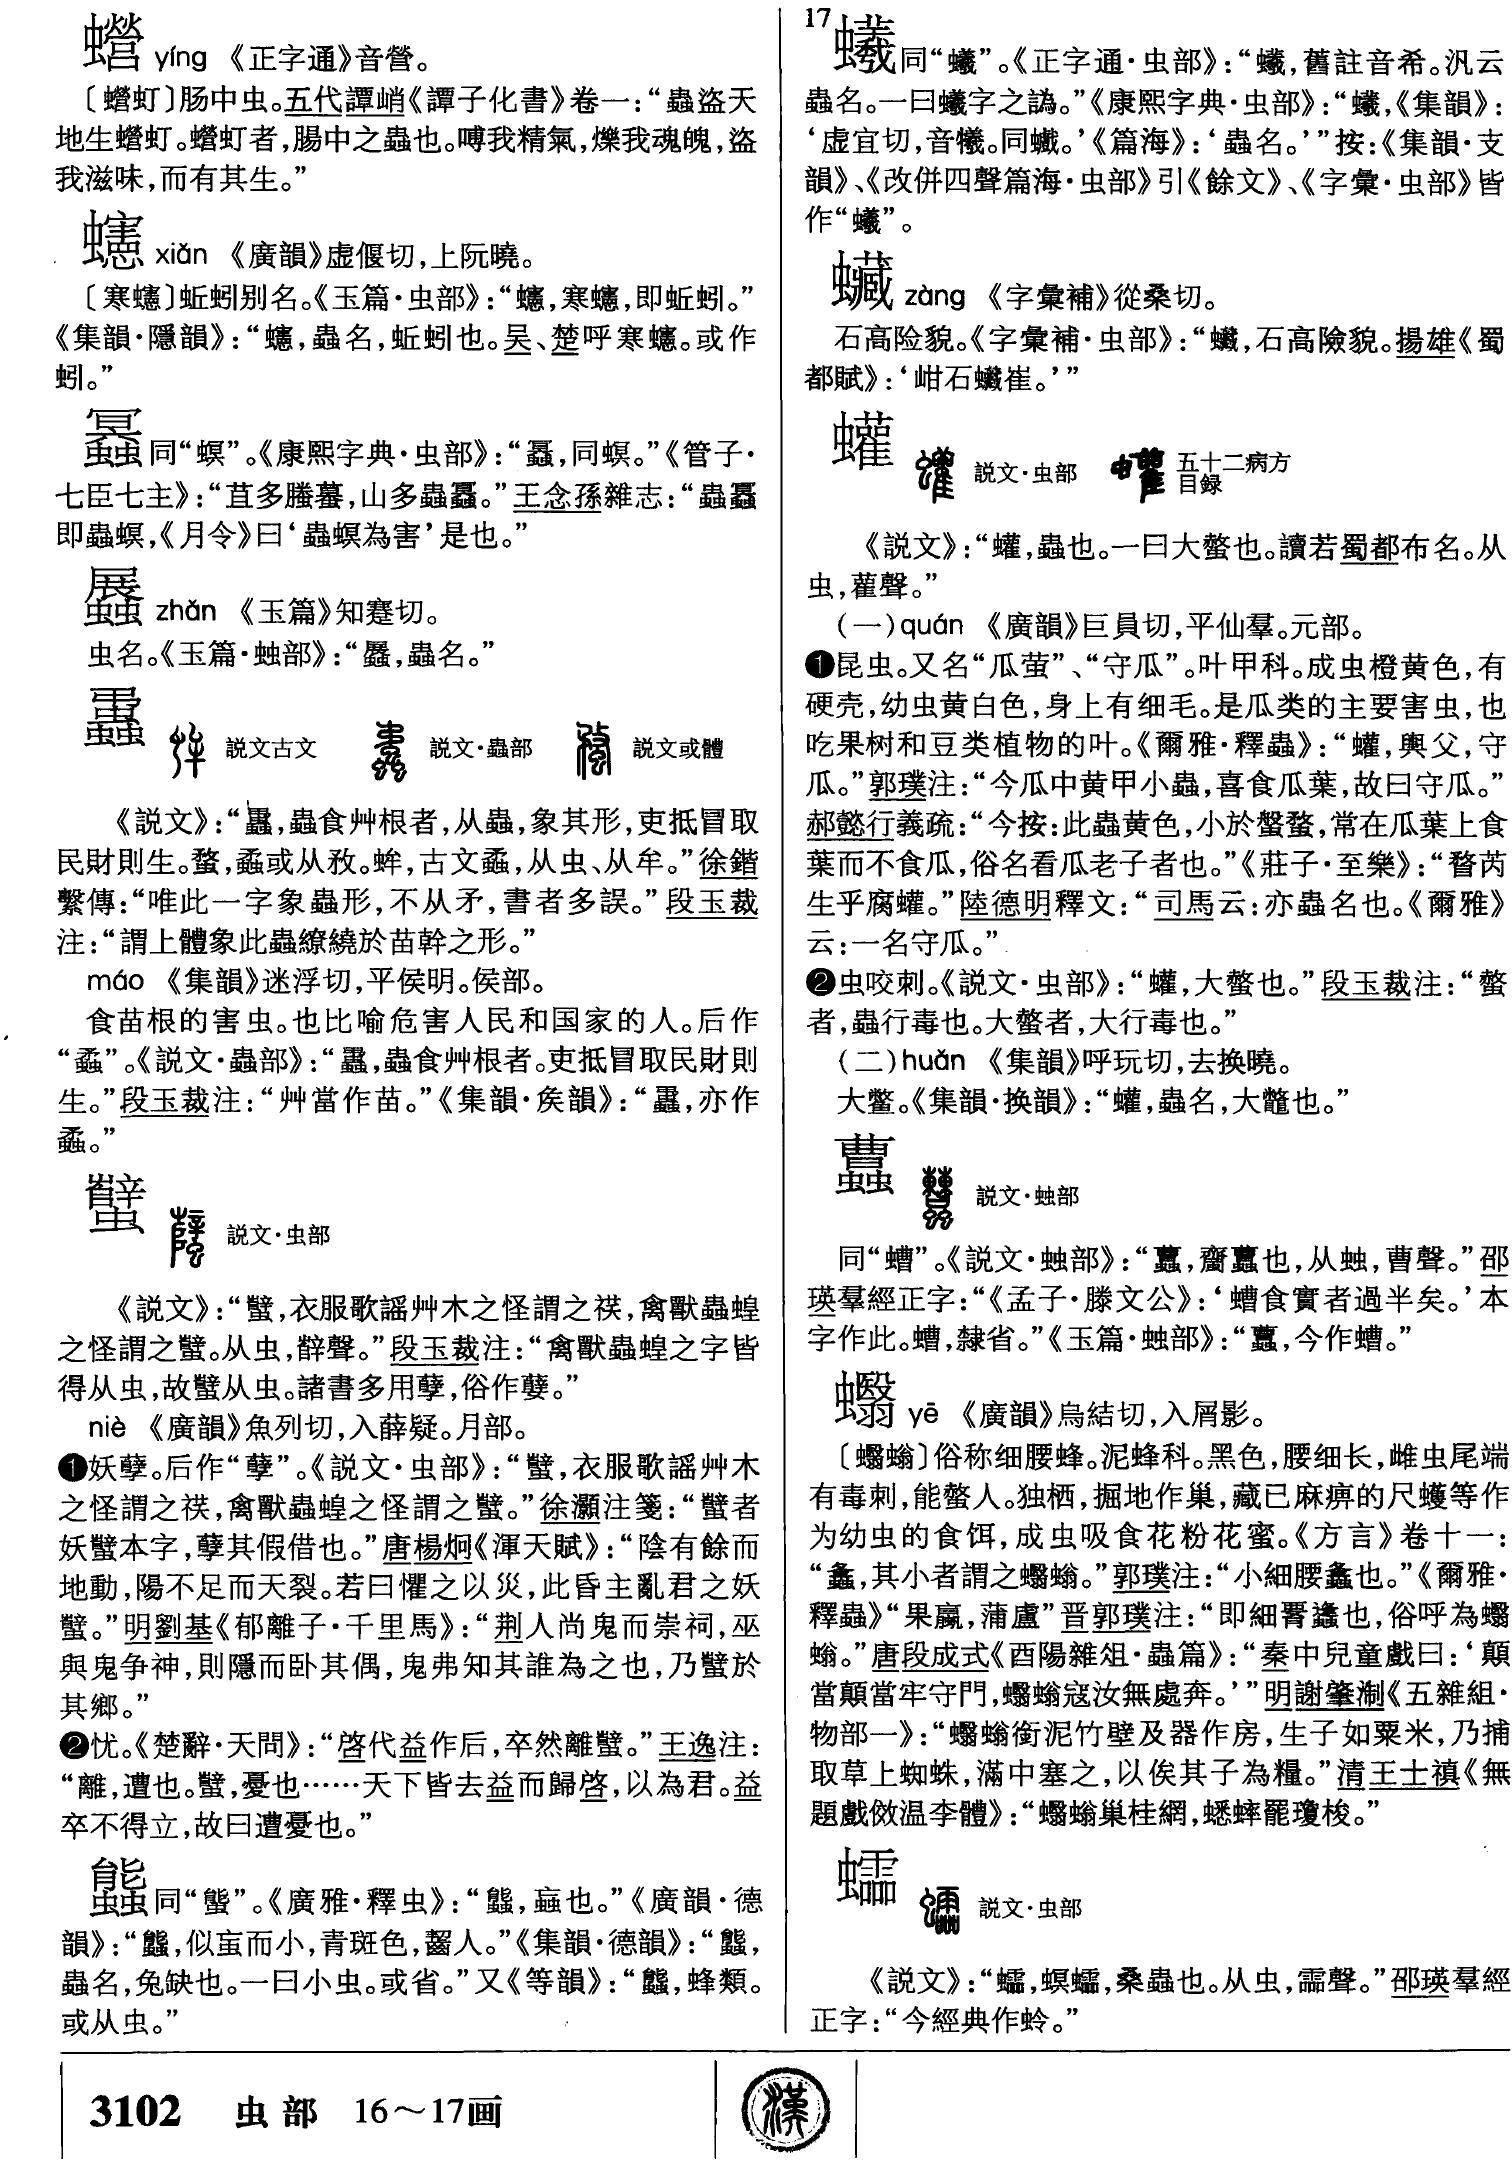 蠑 yíng 《正字通》音營。
〔蠑虰〕肠中虫。五代譚峭《譚子化書》卷一：“蟲盜天
地生蠑虰。蠑虰者，腸中之蟲也。嘬我精氣，爍我魂魄，盜
我滋味，而有其生。”
蠵 xiǎn 《廣韻》虚偃切，上阮曉。
〔寒〕蚯蚓别名。《玉篇·虫部》：“寒，即蚯蚓。”
《集韻·隱韻》：“蟲名，蚯蚓也。吴、楚呼寒。或作
蚓。”
同“螟”。《康熙字典·虫部》：“同螟。”《管子·
七臣七主》：“苴多螣蟇，山多蟲。”王念孫雜志：“蟲
即蟲螟，《月令》曰‘蟲螟為害’是也。”
zhǎn 《玉篇》知蹇切。
虫名。《玉篇·䖵部》：“蟲名。”
説文古文 説文·蟲部 説文或體
《説文》：“蟲食艸根者，从蟲，象其形，吏抵冒取
民財則生。蝥，蟊或从敄。蛑，古文蟊，从虫、从牟。”徐鍇
繫傳：“唯此一字象蟲形，不从矛，書者多誤。”段玉裁
注：“謂上體象此蟲繚繞於苗幹之形。”
máo 《集韻》迷浮切，平侯明。侯部。
食苗根的害虫。也比喻危害人民和国家的人。后作
“蟊”。《説文·蟲部》：“蟲食艸根者。吏抵冒取民財則
生。”段玉裁注：“艸當作苗。”《集韻·矦韻》：“亦作
蟊。”
蠥 説文·虫部
《説文》：“蠥，衣服歌謡艸木之怪謂之䄏，禽獸蟲蝗
之怪謂之蠥。从虫，辥聲。”段玉裁注：“禽獸蟲蝗之字皆
得从虫，故蠥从虫。諸書多用孽，俗作孼。”
niè 《廣韻》魚列切，入薛疑。月部。
❶妖孽。后作“孽”。《説文·虫部》：“蠥，衣服歌謡艸木
之怪謂之䄏，禽獸蟲蝗之怪謂之蠥。”徐灝注箋：“蠥者
妖蠥本字，孽其假借也。”唐楊炯《渾天賦》：“陰有餘而
地動，陽不足而天裂。若曰懼之以災，此昏主亂君之妖
蠥。”明劉基《郁離子·千里馬》：“荆人尚鬼而崇祠，巫
與鬼争神，則隱而卧其偶，鬼弗知其誰為之也，乃蠥於
其鄉。”
❷忧。《楚辭·天問》：“啓代益作后，卒然離蠥。”王逸注：
“離，遭也。蠥，憂也……天下皆去益而歸啓，以為君。益
卒不得立，故曰遭憂也。”
同“螚”。《廣雅·釋虫》：“蝱也。”《廣韻·德
韻》：“似䖟而小，青斑色，齧人。”《集韻·德韻》：“
蟲名，兔缺也。一曰小虫。或省。”又《等韻》：“蜂類。
或从虫。”
17
同“蠘”。《正字通·虫部》：“舊註音希。汎云
蟲名。一曰蟻字之譌。”《康熙字典·虫部》：“《集韻》：
‘虚宜切，音犧。同。’《篇海》：‘蟲名。’”按：《集韻·支
韻》、《改併四聲篇海·虫部》引《餘文》、《字彙·虫部》皆
作“”。
zàng 《字彙補》從桑切。
石高险貌。《字彙補·虫部》：“石高險貌。揚雄《蜀
都賦》：‘岪石崔。’”
蠸 説文·虫部 五十二病方
目録
《説文》：“蠸，蟲也。一曰大螫也。讀若蜀都布名。从
虫，雚聲。”
（一）quán 《廣韻》巨員切，平仙羣。元部。
❶昆虫。又名“瓜萤”、“守瓜”。叶甲科。成虫橙黄色，有
硬壳，幼虫黄白色，身上有细毛。是瓜类的主要害虫，也
吃果树和豆类植物的叶。《爾雅·釋蟲》：“蠸，輿父，守
瓜。”郭璞注：“今瓜中黄甲小蟲，喜食瓜葉，故曰守瓜。”
郝懿行義疏：“今按：此蟲黄色，小於螌蝥，常在瓜葉上食
葉而不食瓜，俗名看瓜老子者也。”《莊子·至樂》：“瞀芮
生乎腐蠸。”陸德明釋文：“司馬云：亦蟲名也。《爾雅》
云：一名守瓜。”
❷虫咬刺。《説文·虫部》：“蠸，大螫也。”段玉裁注：“螫
者，蟲行毒也。大螫者，大行毒也。”
（二）huǎn 《集韻》呼玩切，去换曉。
大鳖。《集韻·换韻》：“蠸，蟲名，大鼈也。”
説文·䖵部
同“螬”。《説文·䖵部》：“也，从䖵，曹聲。”邵
瑛羣經正字：“《孟子·滕文公》：‘螬食實者過半矣。’本
字作此。螬，隸省。”《玉篇·䖵部》：“今作螬。”
蠮 yē 《廣韻》烏結切，入屑影。
〔蠮螉〕俗称细腰蜂。泥蜂科。黑色，腰细长，雌虫尾端
有毒刺，能螫人。独栖，掘地作巢，藏已麻痹的尺蠖等作
为幼虫的食饵，成虫吸食花粉花蜜。《方言》卷十一：
“蠭，其小者謂之蠮螉。”郭璞注：“小細腰蠭也。”《爾雅·
釋蟲》“果蠃，蒲盧”晋郭璞注：“即細䙅蠭也，俗呼為蠮
螉。”唐段成式《酉陽雜俎·蟲篇》：“秦中兒童戲曰：‘顛
當顛當牢守門，蠮螉寇汝無處奔。’”明謝肇淛《五雜組·
物部一》：“蠮螉銜泥竹壁及器作房，生子如粟米，乃捕
取草上蜘蛛，滿中塞之，以俟其子為糧。”清王士禛《無
題戲傚温李體》：“蠮螉巢桂網，蟋蟀罷瓊梭。”
蠕 説文·虫部
《説文》：“螟，桑蟲也。从虫，霝聲。”邵瑛羣經
正字：“今經典作蛉。”
3102 虫部 16～17画
漢